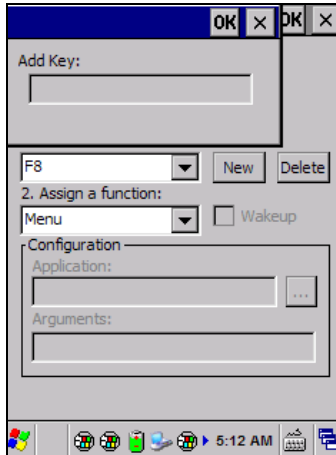 OK ×
OK ×
Add Key:
F8 New Delete
2. Assign a function:
Menu Wakeup
Configuration
Application:
...
Arguments:
5:12 AM